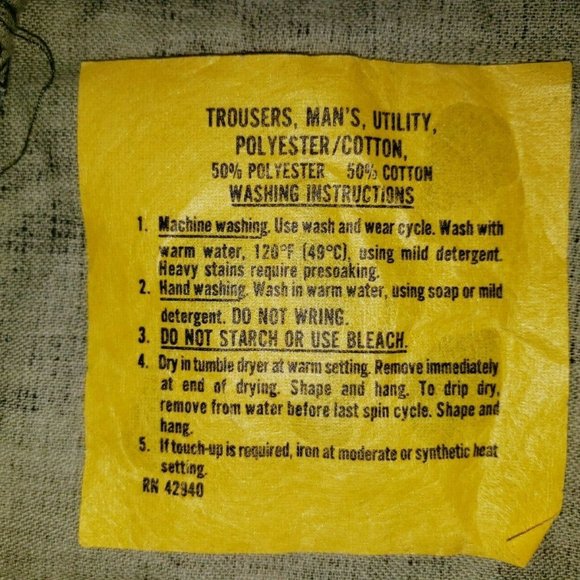 TROUSERS, MAN'S, UTILITY,
POLYESTER/COTTON,
50% POLYESTER 50% COTTON
WASHING INSTRUCTIONS
1. Machine washing. Use wash and wear cycle. Wash with
warm water, 120°F (49°C), using mild detergent.
Heavy stains require presoaking.
2. Hand washing. Wash in warm water, using soap or mild
detergent. DO NOT WRING.
3. DO NOT STARCH OR USE BLEACH.
4. Dry in tumble dryer at warm setting. Remove immediately
at end of drying. Shape and hang. To drip dry,
remove from water before last spin cycle. Shape and
hang.
5. If touch-up is required, iron at moderate or synthetic heat
setting.
RN 42940